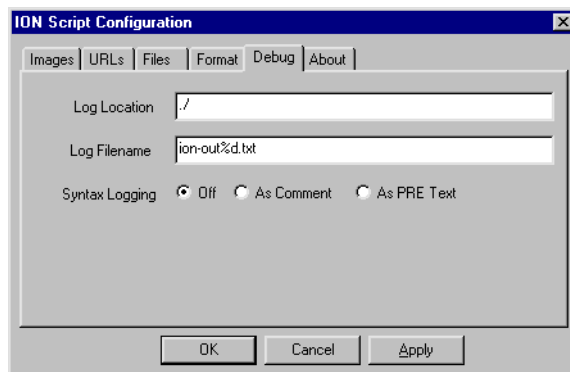 ION Script Configuration
Images URLs Files Format Debug About
Log Location ./
Log Filename ion-out%d.txt
Syntax Logging Off As Comment As PRE Text
OK Cancel Apply